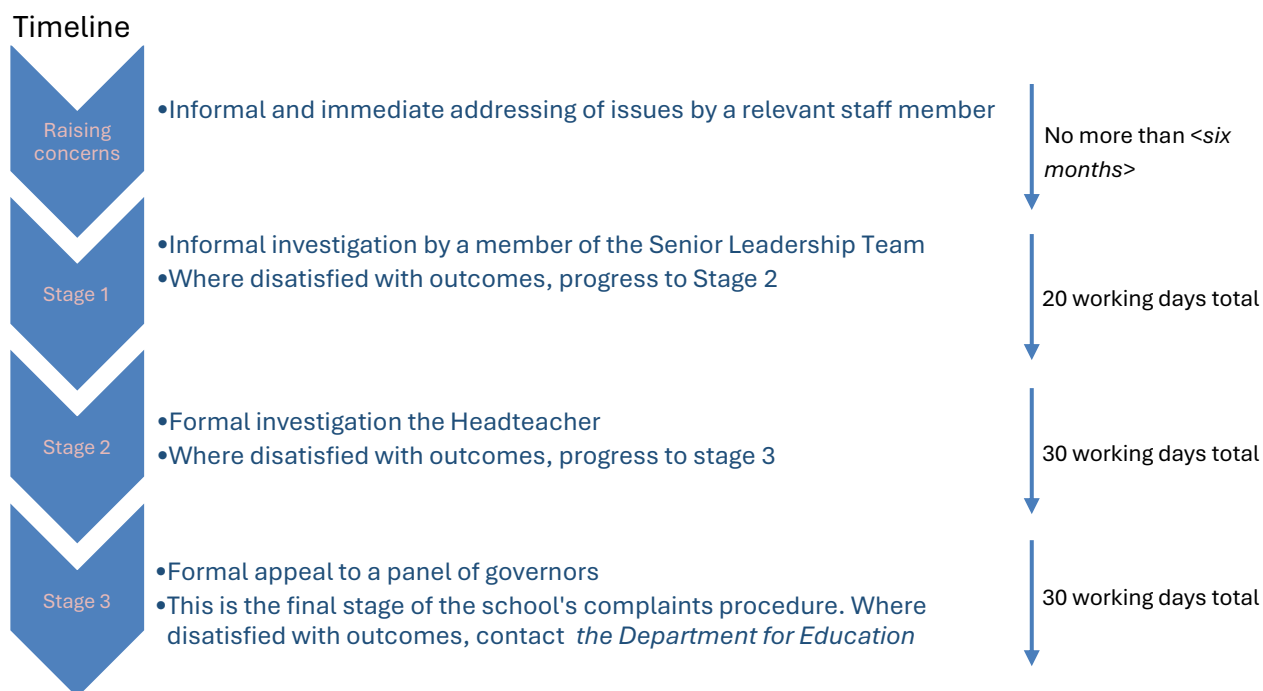 Timeline
Raising
concerns
•Informal and immediate addressing of issues by a relevant staff member
No more than <six
months>
Stage 1
•Informal investigation by a member of the Senior Leadership Team
•Where disatisfied with outcomes, progress to Stage 2
20 working days total
Stage 2
•Formal investigation the Headteacher
•Where disatisfied with outcomes, progress to stage 3
30 working days total
Stage 3
•Formal appeal to a panel of governors
•This is the final stage of the school's complaints procedure. Where
disatisfied with outcomes, contact the Department for Education
30 working days total